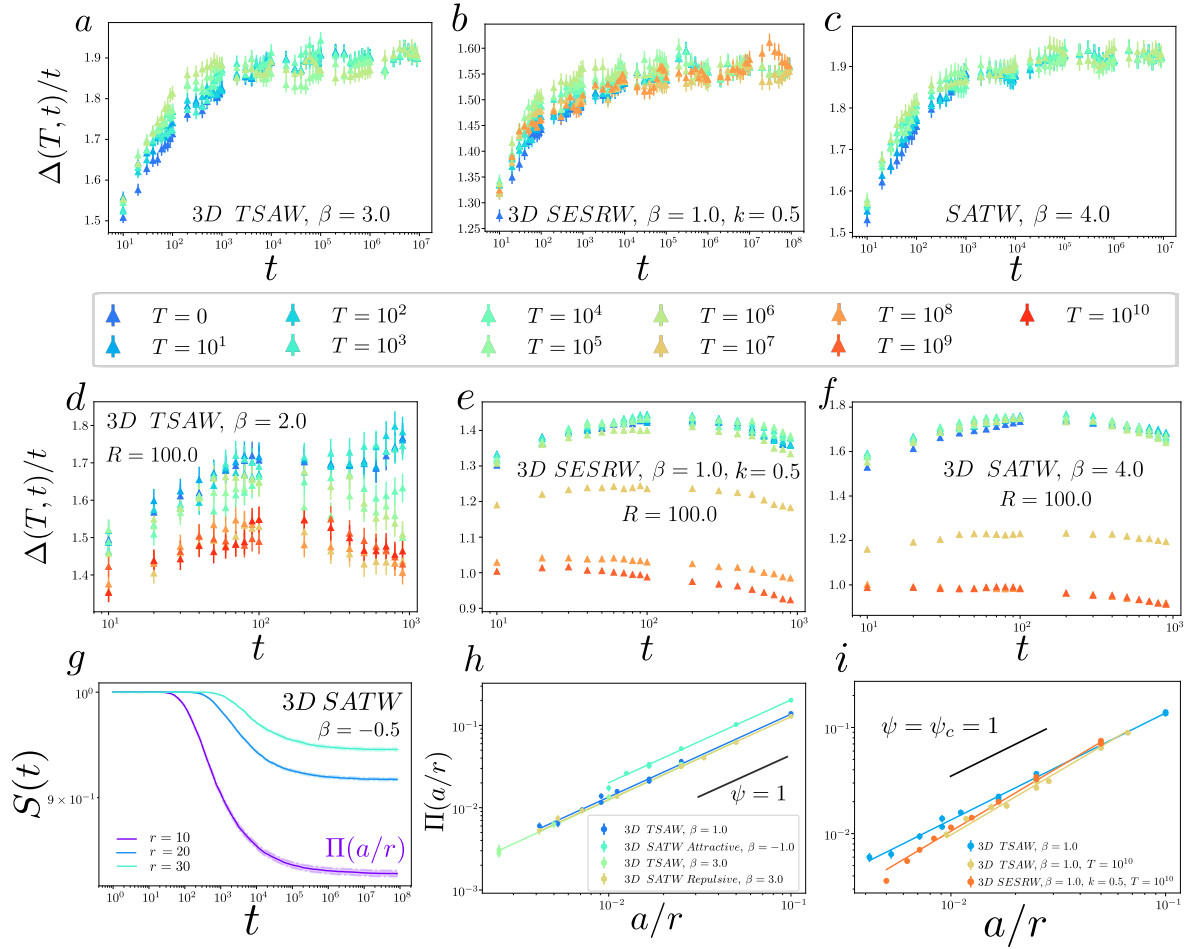 a
Δ(T, t)/t
1.9
1.8
1.7
1.6
1.5
10¹ 10² 10³ 10⁴ 10⁵ 10⁶ 10⁷
3D TSAW, β = 3.0
t
b
1.60
1.55
1.50
1.45
1.40
1.35
1.30
1.25
10¹ 10² 10³ 10⁴ 10⁵ 10⁶ 10⁷ 10⁸
3D SESRW, β = 1.0, k = 0.5
t
c
1.9
1.8
1.7
1.6
1.5
10¹ 10² 10³ 10⁴ 10⁵ 10⁶ 10⁷
SATW, β = 4.0
t
T = 0 T = 10² T = 10⁴ T = 10⁶ T = 10⁸ T = 10¹⁰
T = 10¹ T = 10³ T = 10⁵ T = 10⁷ T = 10⁹
d
Δ(T, t)/t
3D TSAW, β = 2.0
R = 100.0
1.8
1.7
1.6
1.5
1.4
10¹ 10² 10³
t
e
1.4
1.3
1.2
1.1
1.0
0.9
3D SESRW, β = 1.0, k = 0.5
R = 100.0
10¹ 10² 10³
t
f
1.8
1.6
1.4
1.2
1.0
3D SATW, β = 4.0
R = 100.0
10¹ 10² 10³
t
g
S(t)
10⁰
9 × 10⁻¹
3D SATW
β = −0.5
r = 10
r = 20
r = 30
Π(a/r)
10⁰ 10¹ 10² 10³ 10⁴ 10⁵ 10⁶ 10⁷ 10⁸
t
h
Π(a/r)
10⁻¹
10⁻²
10⁻³
ψ = 1
3D TSAW, β = 1.0
3D SATW Attractive, β = −1.0
3D TSAW, β = 3.0
3D SATW Repulsive, β = 3.0
10⁻² 10⁻¹
a/r
i
10⁻¹
10⁻²
ψ = ψ_c = 1
3D TSAW, β = 1.0
3D TSAW, β = 1.0, T = 10¹⁰
3D SESRW, β = 1.0, k = 0.5, T = 10¹⁰
10⁻² 10⁻¹
a/r